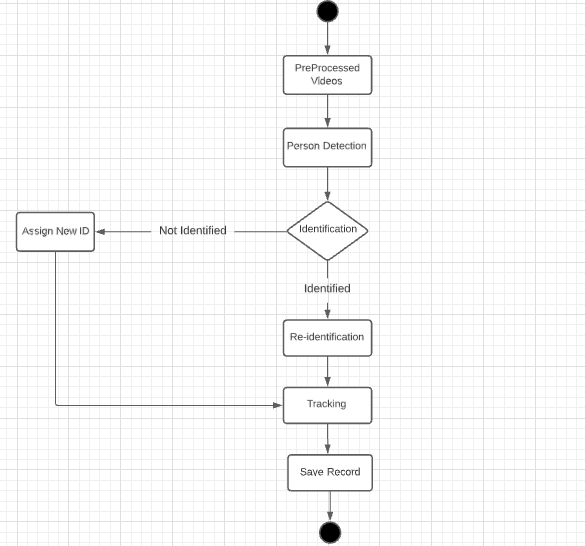 PreProcessed
Videos
Person Detection
Identification
Not Identified
Assign New ID
Identified
Re-identification
Tracking
Save Record